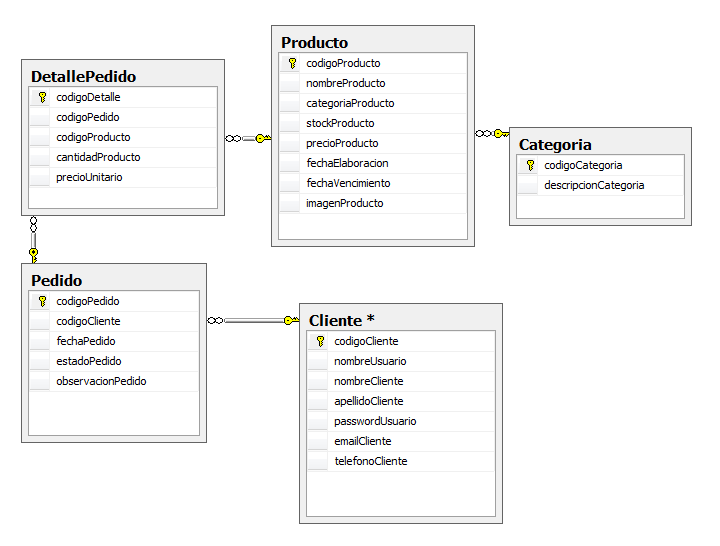 DetallePedido
codigoDetalle
codigoPedido
codigoProducto
cantidadProducto
precioUnitario
Producto
codigoProducto
nombreProducto
categoriaProducto
stockProducto
precioProducto
fechaElaboracion
fechaVencimiento
imagenProducto
Categoria
codigoCategoria
descripcionCategoria
Pedido
codigoPedido
codigoCliente
fechaPedido
estadoPedido
observacionPedido
Cliente *
codigoCliente
nombreUsuario
nombreCliente
apellidoCliente
passwordUsuario
emailCliente
telefonoCliente